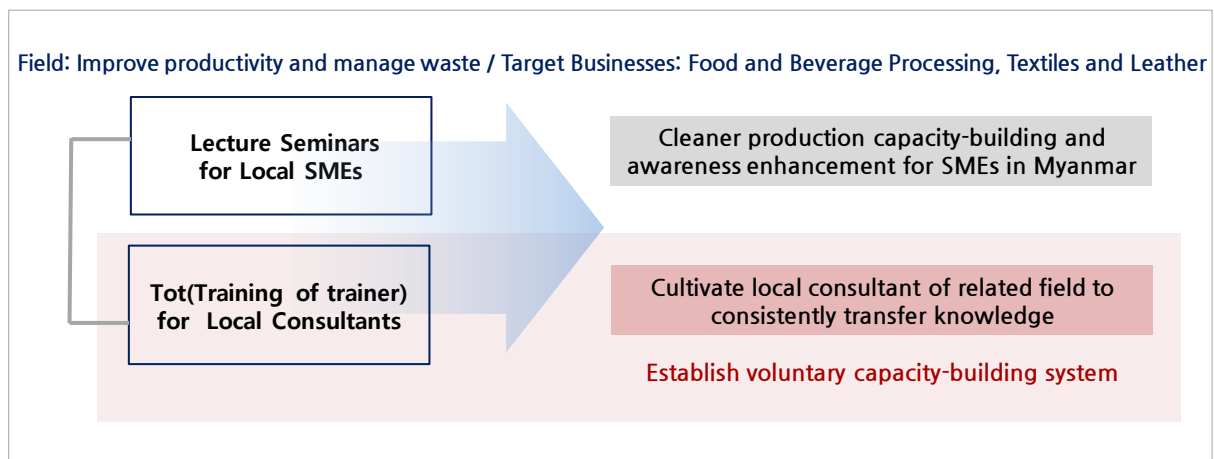 Field: Improve productivity and manage waste / Target Businesses: Food and Beverage Processing, Textiles and Leather
Lecture Seminars
for Local SMEs
Cleaner production capacity-building and
awareness enhancement for SMEs in Myanmar
Tot(Training of trainer)
for Local Consultants
Cultivate local consultant of related field to
consistently transfer knowledge
Establish voluntary capacity-building system